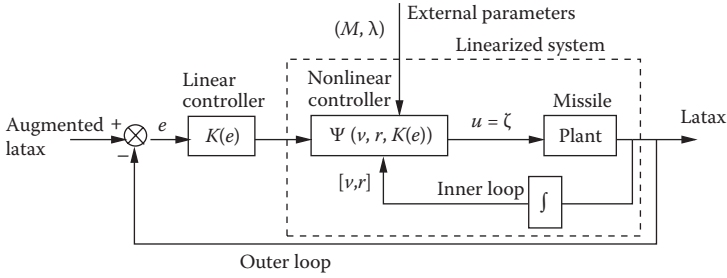 External parameters
(M, λ)
Linearized system
Linear
controller
Nonlinear
controller
Missile
Augmented
latax
+
−
e
K(e)
Ψ (v, r, K(e))
u = ζ
Plant
Latax
[v,r]
Inner loop
∫
Outer loop